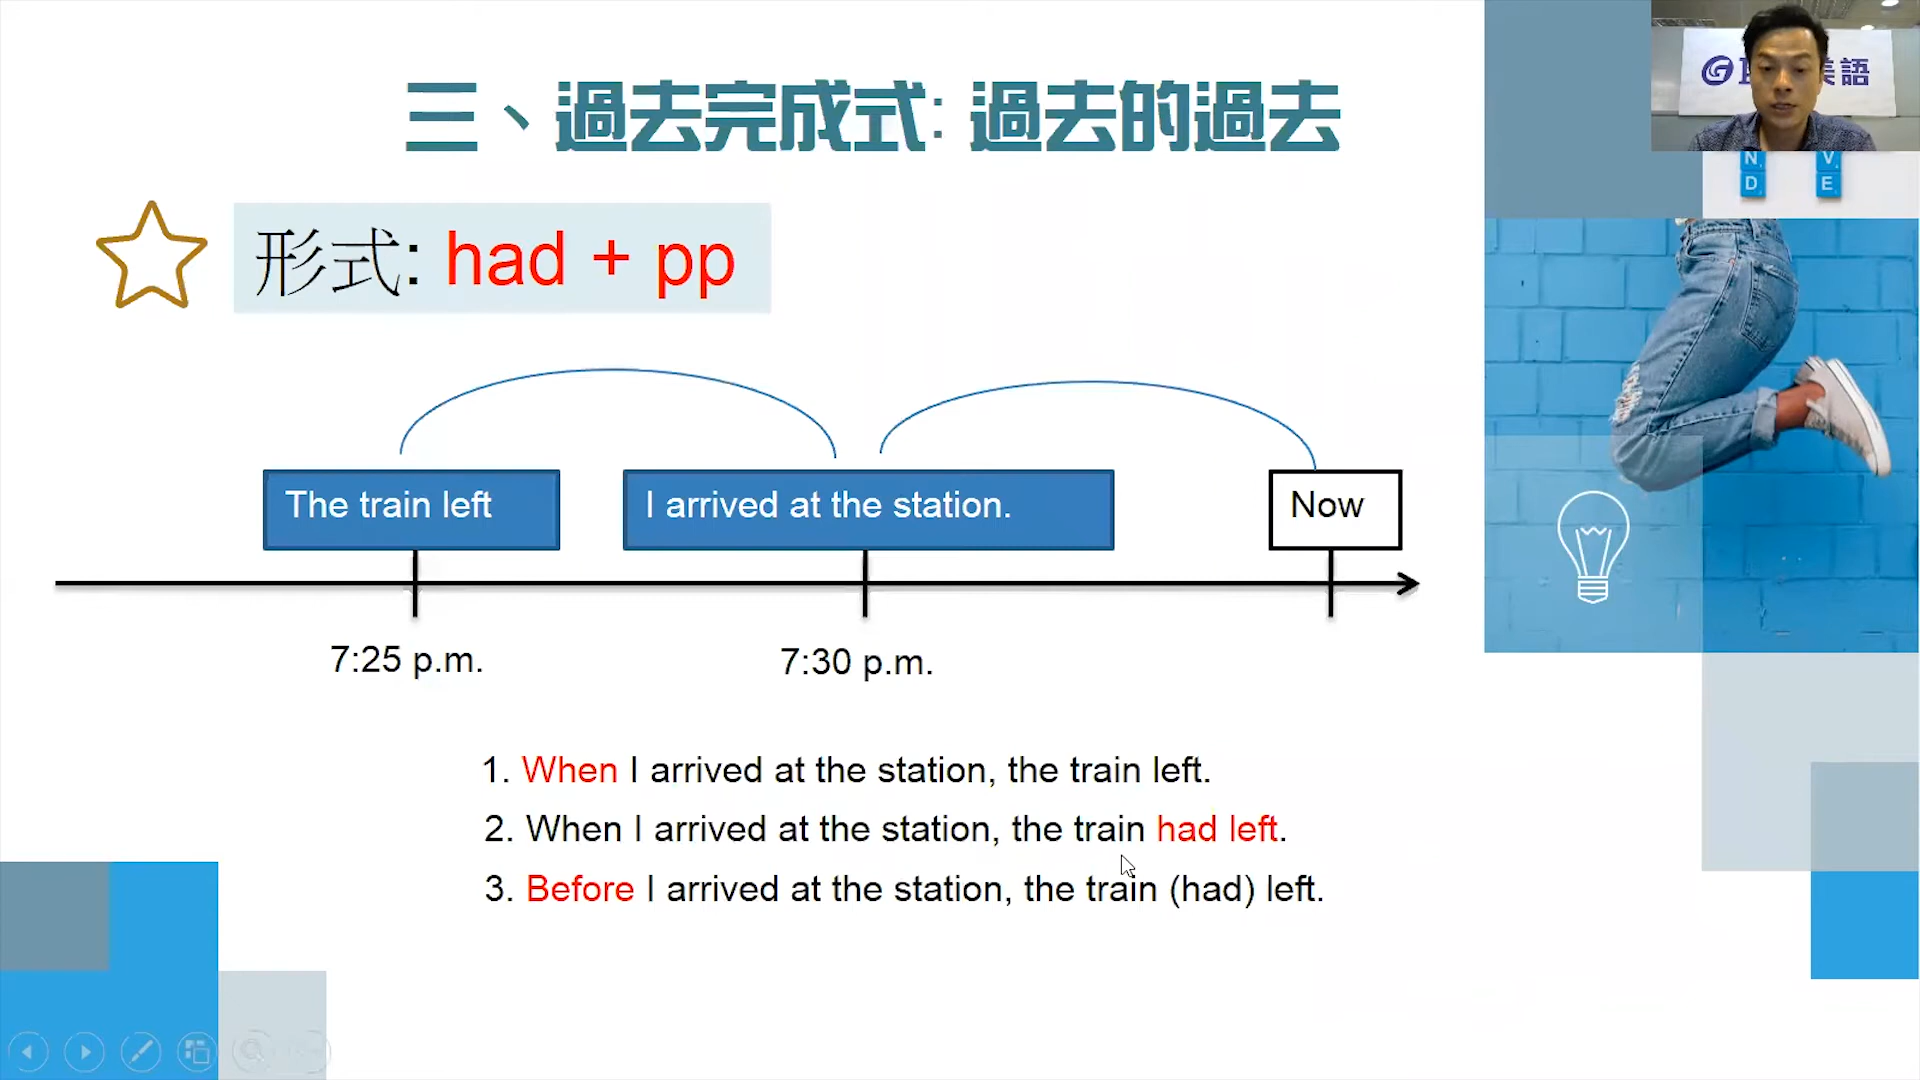 三、過去完成式: 過去的過去
美語
N V
D E
形式: had + pp
The train left
I arrived at the station.
Now
7:25 p.m.
7:30 p.m.
1. When I arrived at the station, the train left.
2. When I arrived at the station, the train had left.
3. Before I arrived at the station, the train (had) left.